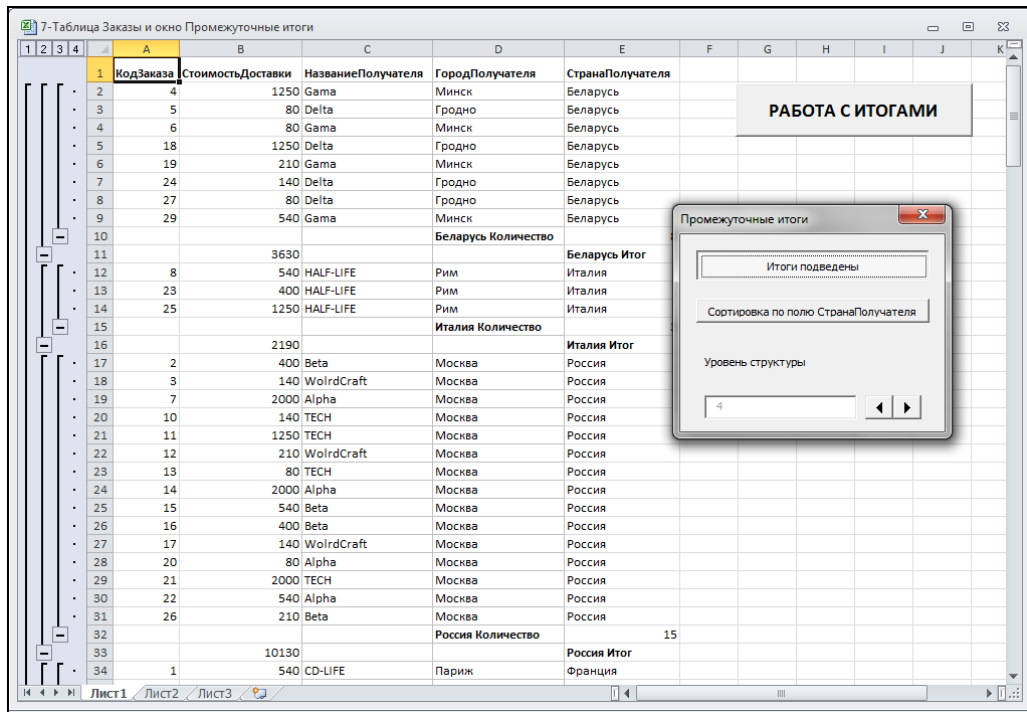 7-Таблица Заказы и окно Промежуточные итоги
1 2 3 4 A B C D E F G H I J K
1 КодЗаказа СтоимостьДоставки НазваниеПолучателя ГородПолучателя СтранаПолучателя
2 4 1250 Gama Минск Беларусь
3 5 80 Delta Гродно Беларусь
4 6 80 Gama Минск Беларусь
5 18 1250 Delta Гродно Беларусь
6 19 210 Gama Минск Беларусь
7 24 140 Delta Гродно Беларусь
8 27 80 Delta Гродно Беларусь
9 29 540 Gama Минск Беларусь
10 Беларусь Количество
11 3630 Беларусь Итог
12 8 540 HALF-LIFE Рим Италия
13 23 400 HALF-LIFE Рим Италия
14 25 1250 HALF-LIFE Рим Италия
15 Италия Количество
16 2190 Италия Итог
17 2 400 Beta Москва Россия
18 3 140 WolrdCraft Москва Россия
19 7 2000 Alpha Москва Россия
20 10 140 TECH Москва Россия
21 11 1250 TECH Москва Россия
22 12 210 WolrdCraft Москва Россия
23 13 80 TECH Москва Россия
24 14 2000 Alpha Москва Россия
25 15 540 Beta Москва Россия
26 16 400 Beta Москва Россия
27 17 140 WolrdCraft Москва Россия
28 20 80 Alpha Москва Россия
29 21 2000 TECH Москва Россия
30 22 540 Alpha Москва Россия
31 26 210 Beta Москва Россия
32 Россия Количество 15
33 10130 Россия Итог
34 1 540 CD-LIFE Париж Франция
РАБОТА С ИТОГАМИ
Промежуточные итоги
Итоги подведены
Сортировка по полю СтранаПолучателя
Уровень структуры
4
Лист1 Лист2 Лист3